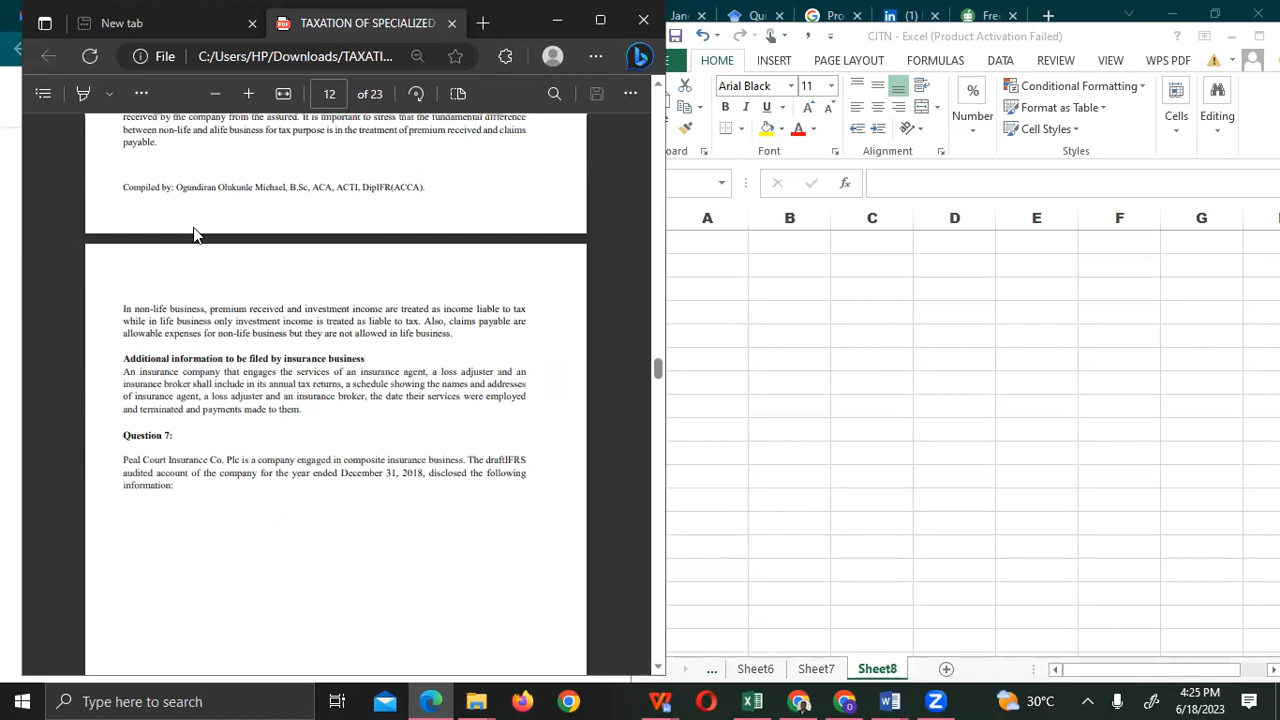 New tab
TAXATION OF SPECIALIZED
File C:/Users/HP/Downloads/TAXATI...
12 of 23
received by the company from the assured. It is important to stress that the fundamental difference
between non-life and alife business for tax purpose is in the treatment of premium received and claims
payable.
Compiled by: Ogundiran Olukunle Michael, B.Sc, ACA, ACTI, DipIFR(ACCA).
In non-life business, premium received and investment income are treated as income liable to tax
while in life business only investment income is treated as liable to tax. Also, claims payable are
allowable expenses for non-life business but they are not allowed in life business.
Additional information to be filed by insurance business
An insurance company that engages the services of an insurance agent, a loss adjuster and an
insurance broker shall include in its annual tax returns, a schedule showing the names and addresses
of insurance agent, a loss adjuster and an insurance broker, the date their services were employed
and terminated and payments made to them.
Question 7:
Peal Court Insurance Co. Plc is a company engaged in composite insurance business. The draftIFRS
audited account of the company for the year ended December 31, 2018, disclosed the following
information:
Jan Qui Pro (1) Fre
CITN - Excel (Product Activation Failed)
HOME INSERT PAGE LAYOUT FORMULAS DATA REVIEW VIEW WPS PDF
Arial Black 11
Conditional Formatting
Format as Table
Cell Styles
Number Cells Editing
B I U
oard Font Alignment Styles
A B C D E F G
... Sheet6 Sheet7 Sheet8
Type here to search
30°C
4:25 PM
6/18/2023